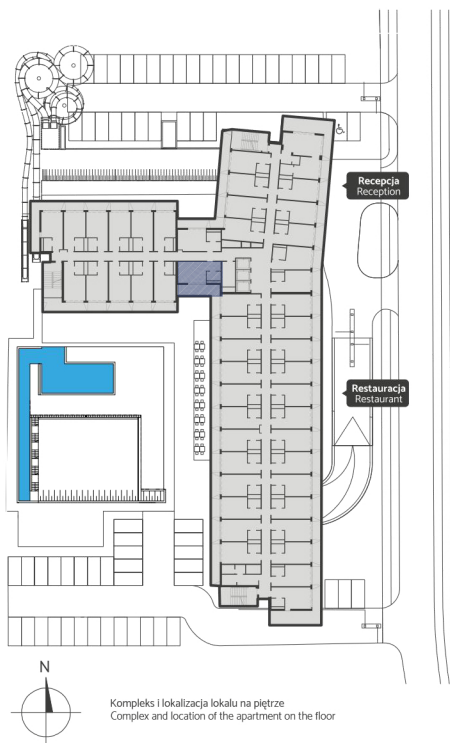 Recepcja
Reception
Restauracja
Restaurant
N
Kompleks i lokalizacja lokalu na piętrze
Complex and location of the apartment on the floor